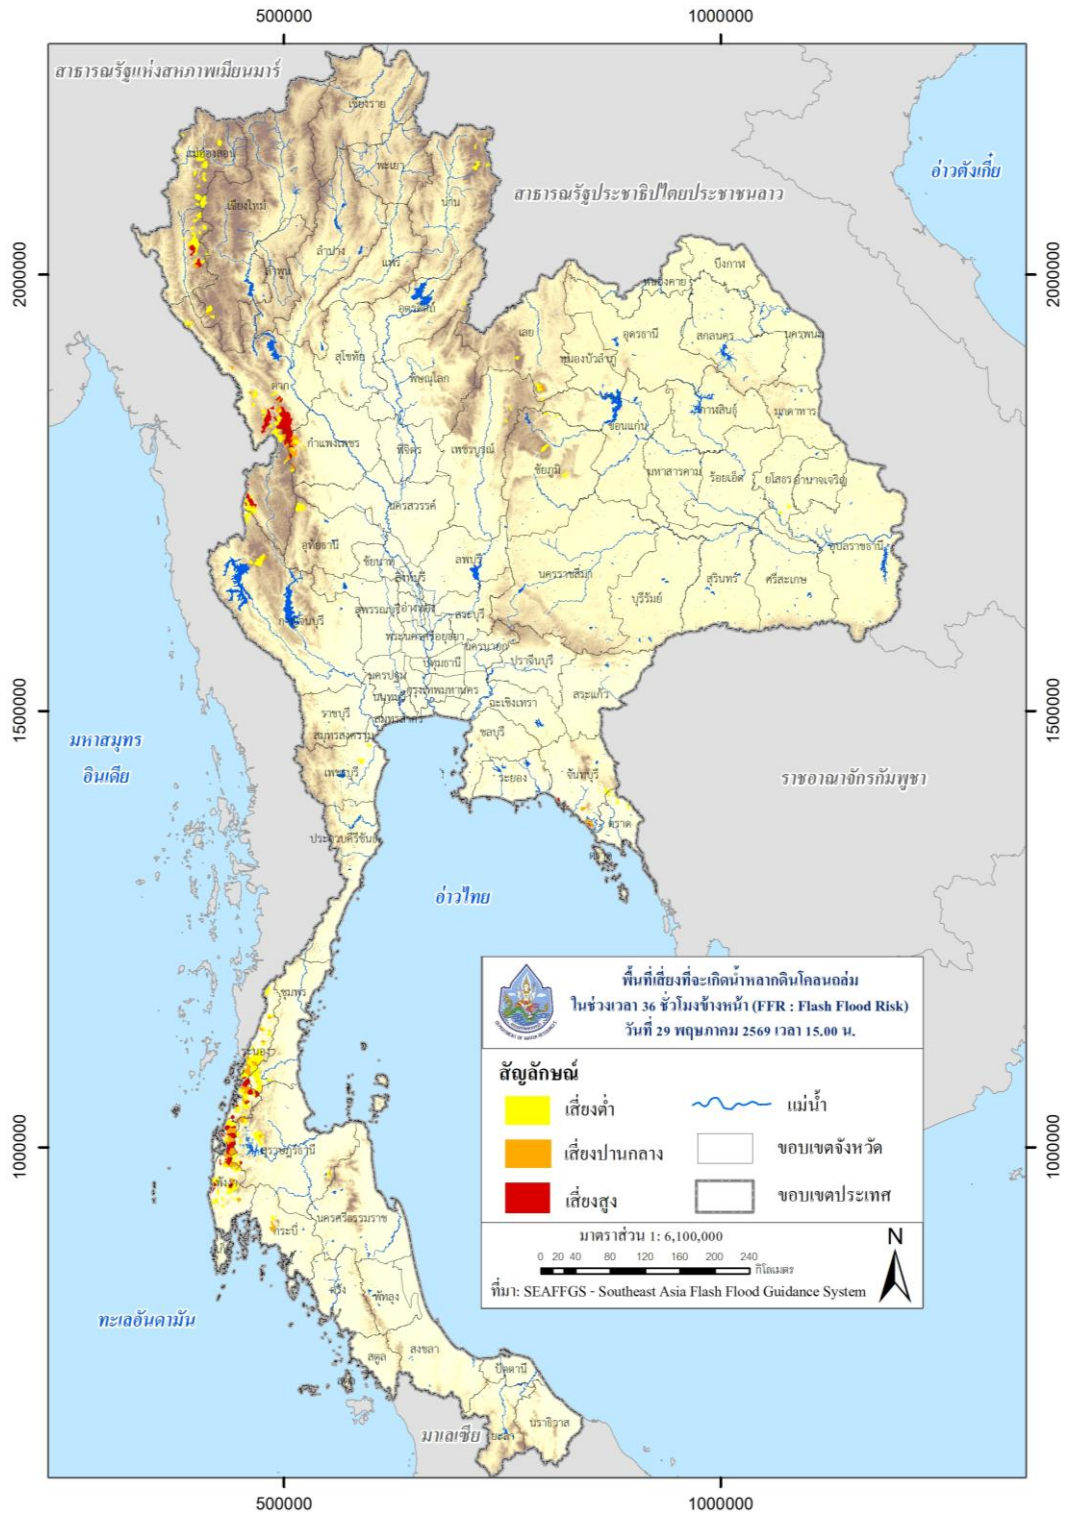 500000
1000000
สาธารณรัฐแห่งสหภาพเมียนมาร์
เชียงราย
แม่ฮ่องสอน
พะเยา
อ่าวตังเกี๋ย
สาธารณรัฐประชาธิปไตยประชาชนลาว
เชียงใหม่
น่าน
ลำปาง
แพร่
ลำพูน
2000000
2000000
บึงกาฬ
หนองคาย
อุตรดิตถ์
เลย
อุดรธานี
สกลนคร
นครพนม
สุโขทัย
หนองบัวลำภู
ตาก
พิษณุโลก
กาฬสินธุ์
มุกดาหาร
กำแพงเพชร
พิจิตร
เพชรบูรณ์
ขอนแก่น
ชัยภูมิ
มหาสารคาม
ร้อยเอ็ด
ยโสธร
อำนาจเจริญ
นครสวรรค์
อุทัยธานี
ชัยนาท
ลพบุรี
อุบลราชธานี
สิงห์บุรี
นครราชสีมา
บุรีรัมย์
สุรินทร์
ศรีสะเกษ
สุพรรณบุรี
อ่างทอง
สระบุรี
กาญจนบุรี
พระนครศรีอยุธยา
นครนายก
ปทุมธานี
ปราจีนบุรี
นครปฐม
นนทบุรี
กรุงเทพมหานคร
ฉะเชิงเทรา
สระแก้ว
1500000
1500000
ราชบุรี
สมุทรสาคร
สมุทรสงคราม
ชลบุรี
มหาสมุทร
อินเดีย
เพชรบุรี
ระยอง
จันทบุรี
ราชอาณาจักรกัมพูชา
ตราด
ประจวบคีรีขันธ์
อ่าวไทย
พื้นที่เสี่ยงที่จะเกิดน้ำหลากดินโคลนถล่ม
ในช่วงเวลา 36 ชั่วโมงข้างหน้า (FFR : Flash Flood Risk)
วันที่ 29 พฤษภาคม 2569 เวลา 15.00 น.
ชุมพร
ระนอง
สัญลักษณ์
เสี่ยงต่ำ
แม่น้ำ
เสี่ยงปานกลาง
ขอบเขตจังหวัด
เสี่ยงสูง
ขอบเขตประเทศ
1000000
1000000
สุราษฎร์ธานี
พังงา
นครศรีธรรมราช
กระบี่
มาตราส่วน 1: 6,100,000
N
0 20 40 80 120 160 200 240
กิโลเมตร
ที่มา: SEAFFGS - Southeast Asia Flash Flood Guidance System
ตรัง
พัทลุง
ทะเลอันดามัน
สตูล
สงขลา
ปัตตานี
นราธิวาส
ยะลา
มาเลเซีย
500000
1000000